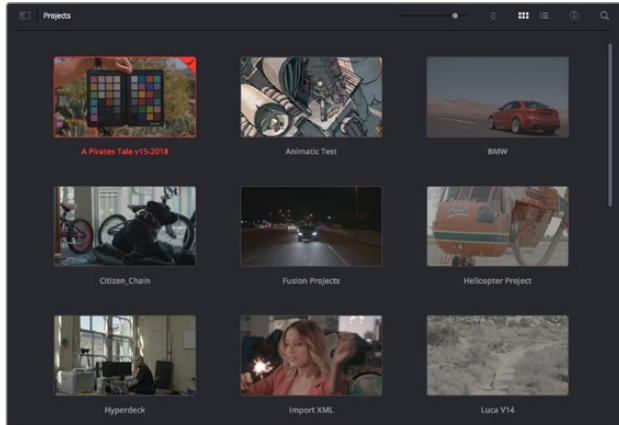 Projects
A Pirates Tale v15-2018
Animatic Test
BMW
Citizen_Chain
Fusion Projects
Helicopter Project
Hyperdeck
Import XML
Luca V14